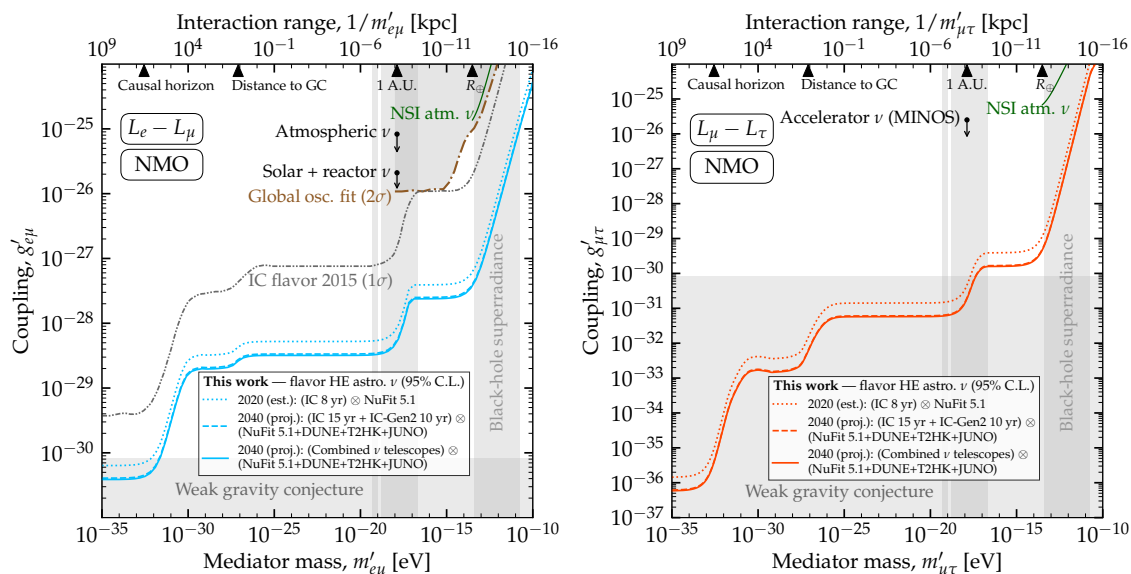 Interaction range, 1/m′eμ [kpc]
10^9 10^4 10^−1 10^−6 10^−11 10^−16
Causal horizon
Distance to GC
1 A.U.
R⊕
NSI atm. ν
Le − Lμ
NMO
Atmospheric ν
Solar + reactor ν
Global osc. fit (2σ)
IC flavor 2015 (1σ)
Black-hole superradiance
This work — flavor HE astro. ν (95% C.L.)
2020 (est.): (IC 8 yr) ⊗ NuFit 5.1
2040 (proj.): (IC 15 yr + IC-Gen2 10 yr) ⊗
(NuFit 5.1+DUNE+T2HK+JUNO)
2040 (proj.): (Combined ν telescopes) ⊗
(NuFit 5.1+DUNE+T2HK+JUNO)
Weak gravity conjecture
Coupling, g′eμ
10^−25
10^−26
10^−27
10^−28
10^−29
10^−30
10^−35 10^−30 10^−25 10^−20 10^−15 10^−10
Mediator mass, m′eμ [eV]
Interaction range, 1/m′μτ [kpc]
10^9 10^4 10^−1 10^−6 10^−11 10^−16
Causal horizon
Distance to GC
1 A.U.
R⊕
NSI atm. ν
Accelerator ν (MINOS)
Lμ − Lτ
NMO
Black-hole superradiance
This work — flavor HE astro. ν (95% C.L.)
2020 (est.): (IC 8 yr) ⊗ NuFit 5.1
2040 (proj.): (IC 15 yr + IC-Gen2 10 yr) ⊗
(NuFit 5.1+DUNE+T2HK+JUNO)
2040 (proj.): (Combined ν telescopes) ⊗
(NuFit 5.1+DUNE+T2HK+JUNO)
Weak gravity conjecture
Coupling, g′μτ
10^−25
10^−26
10^−27
10^−28
10^−29
10^−30
10^−31
10^−32
10^−33
10^−34
10^−35
10^−36
10^−37
10^−35 10^−30 10^−25 10^−20 10^−15 10^−10
Mediator mass, m′μτ [eV]